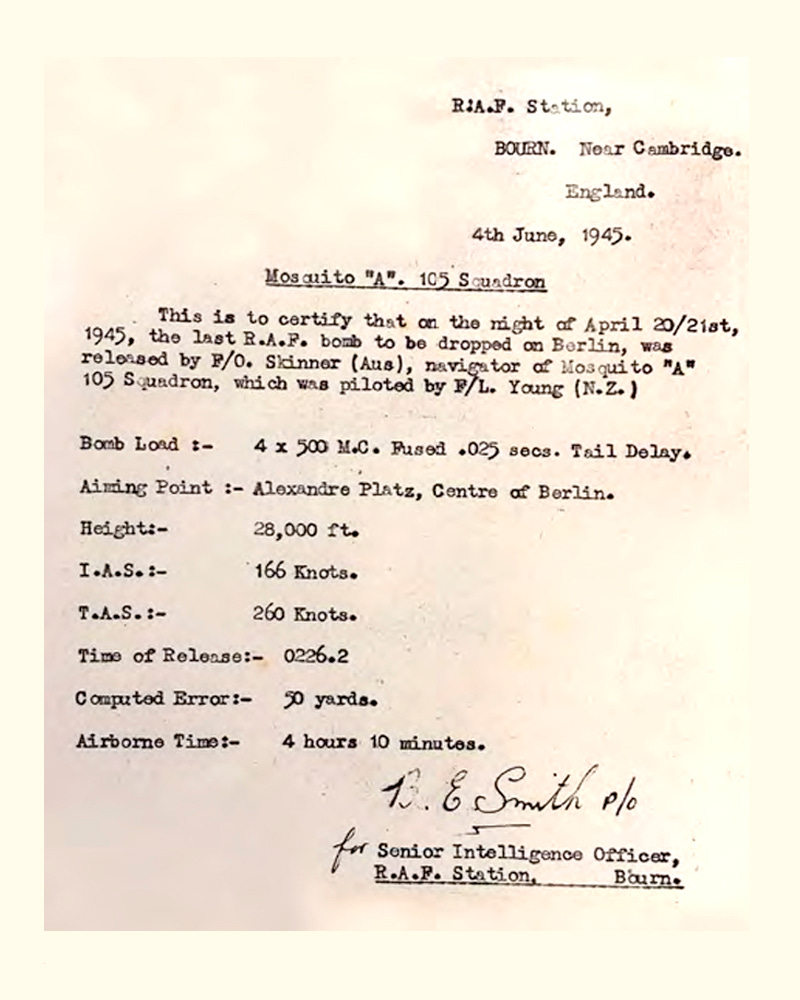 R.A.F. Station,
BOURN. Near Cambridge.
England.
4th June, 1945.
Mosquito "A". 105 Squadron
This is to certify that on the night of April 20/21st,
1945, the last R.A.F. bomb to be dropped on Berlin, was
released by F/O. Skinner (Aus), navigator of Mosquito "A"
105 Squadron, which was piloted by F/L. Young (N.Z.)
Bomb Load :- 4 x 500 M.C. Fused .025 secs. Tail Delay.
Aiming Point :- Alexandre Platz, Centre of Berlin.
Height:- 28,000 ft.
I.A.S.:- 166 Knots.
T.A.S.:- 260 Knots.
Time of Release:- 0226.2
Computed Error:- 50 yards.
Airborne Time:- 4 hours 10 minutes.
B. E Smith P/o
for Senior Intelligence Officer,
R.A.F. Station, Bourn.